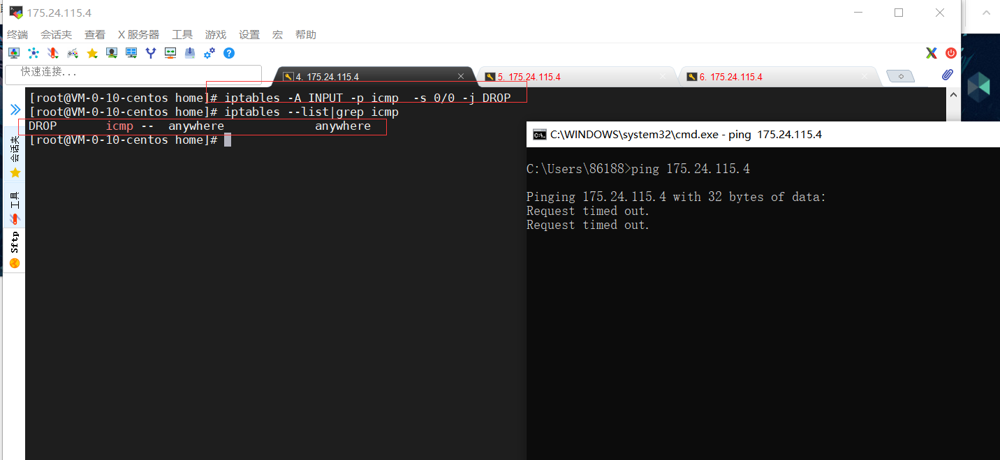 175.24.115.4
终端 会话夹 查看 X 服务器 工具 游戏 设置 宏 帮助
快速连接...
4. 175.24.115.4
5. 175.24.115.4
6. 175.24.115.4
[root@VM-0-10-centos home]# iptables -A INPUT -p icmp  -s 0/0 -j DROP
[root@VM-0-10-centos home]# iptables --list|grep icmp
DROP       icmp --  anywhere             anywhere
[root@VM-0-10-centos home]#
会话夹
工具
Sftp
C:\WINDOWS\system32\cmd.exe - ping  175.24.115.4
C:\Users\86188>ping 175.24.115.4
Pinging 175.24.115.4 with 32 bytes of data:
Request timed out.
Request timed out.